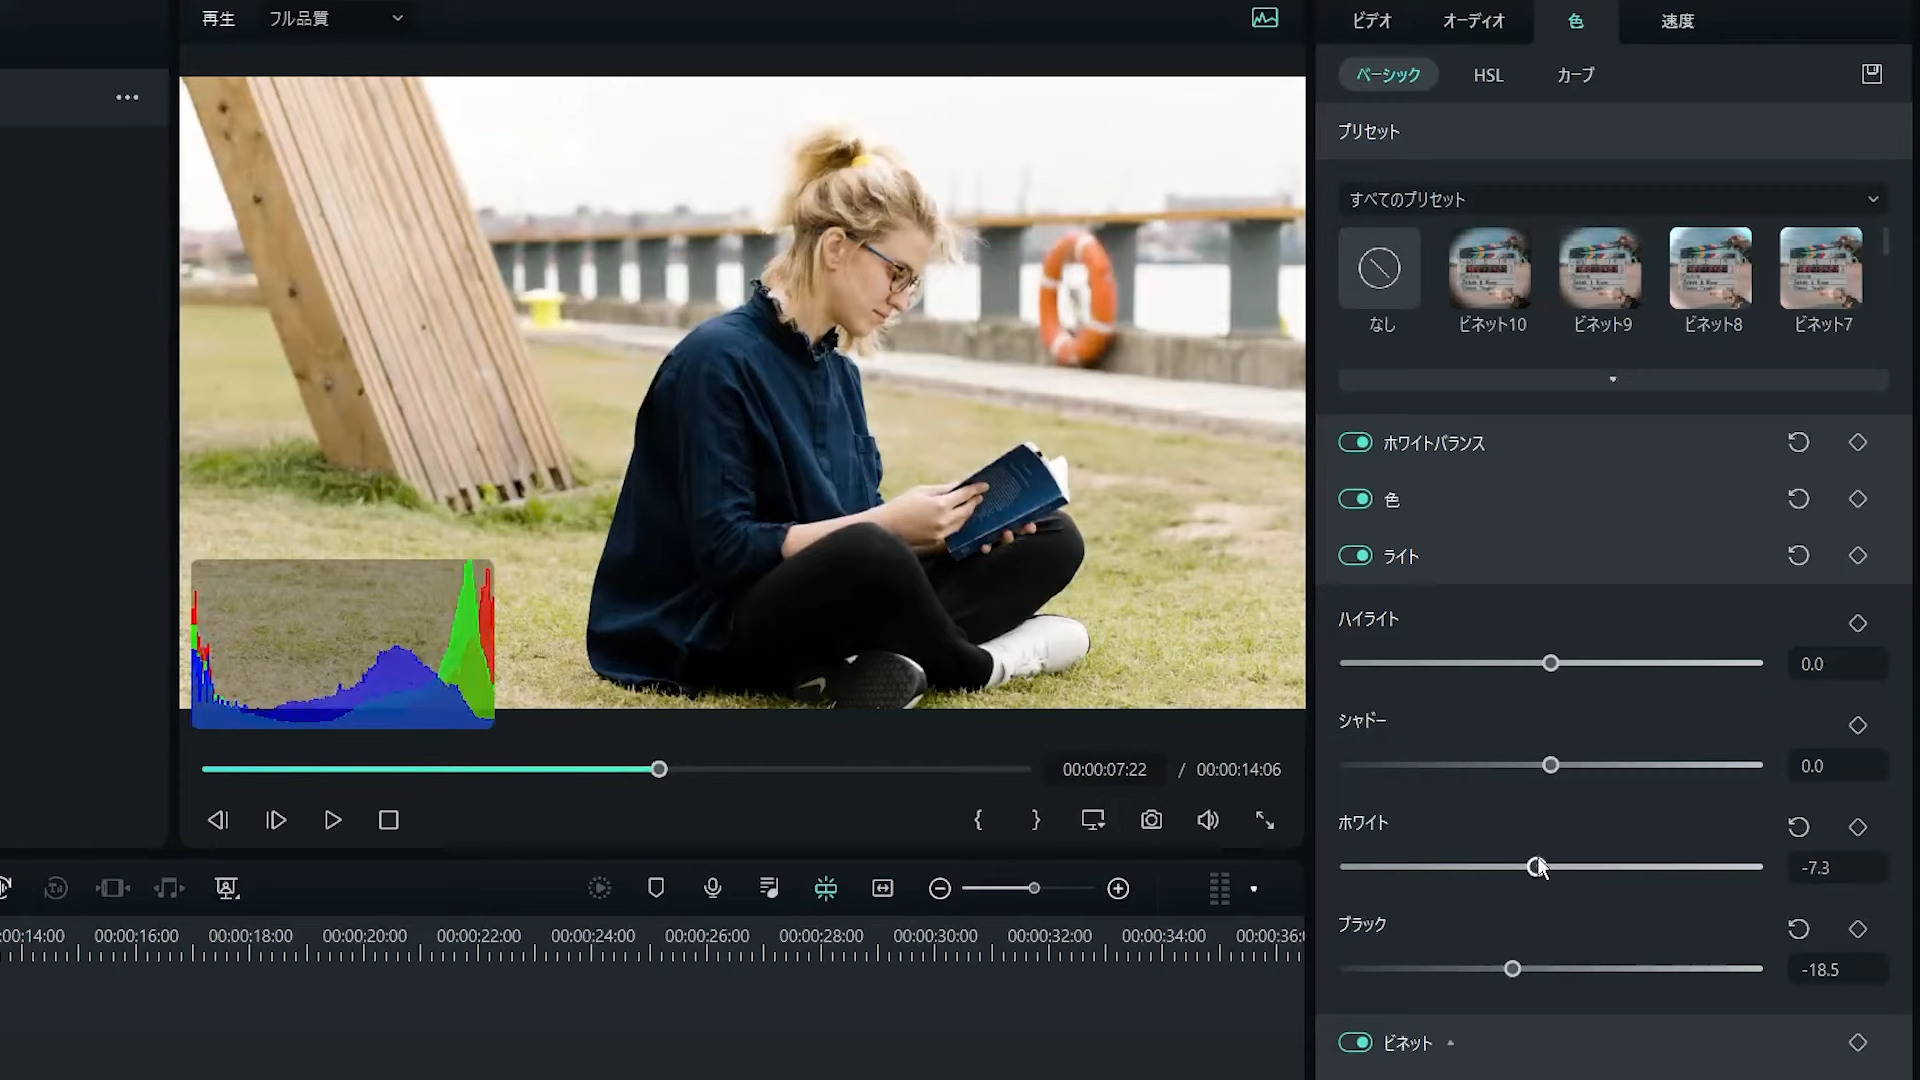 再生 フル品質
ビデオ オーディオ 色 速度
ベーシック HSL カーブ
プリセット
すべてのプリセット
なし ビネット10 ビネット9 ビネット8 ビネット7
ホワイトバランス
色
ライト
ハイライト
0.0
シャドー
0.0
ホワイト
-7.3
ブラック
-18.5
ビネット
00:00:07:22 / 00:00:14:06
:00:14:00 00:00:16:00 00:00:18:00 00:00:20:00 00:00:22:00 00:00:24:00 00:00:26:00 00:00:28:00 00:00:30:00 00:00:32:00 00:00:34:00 00:00:36:0